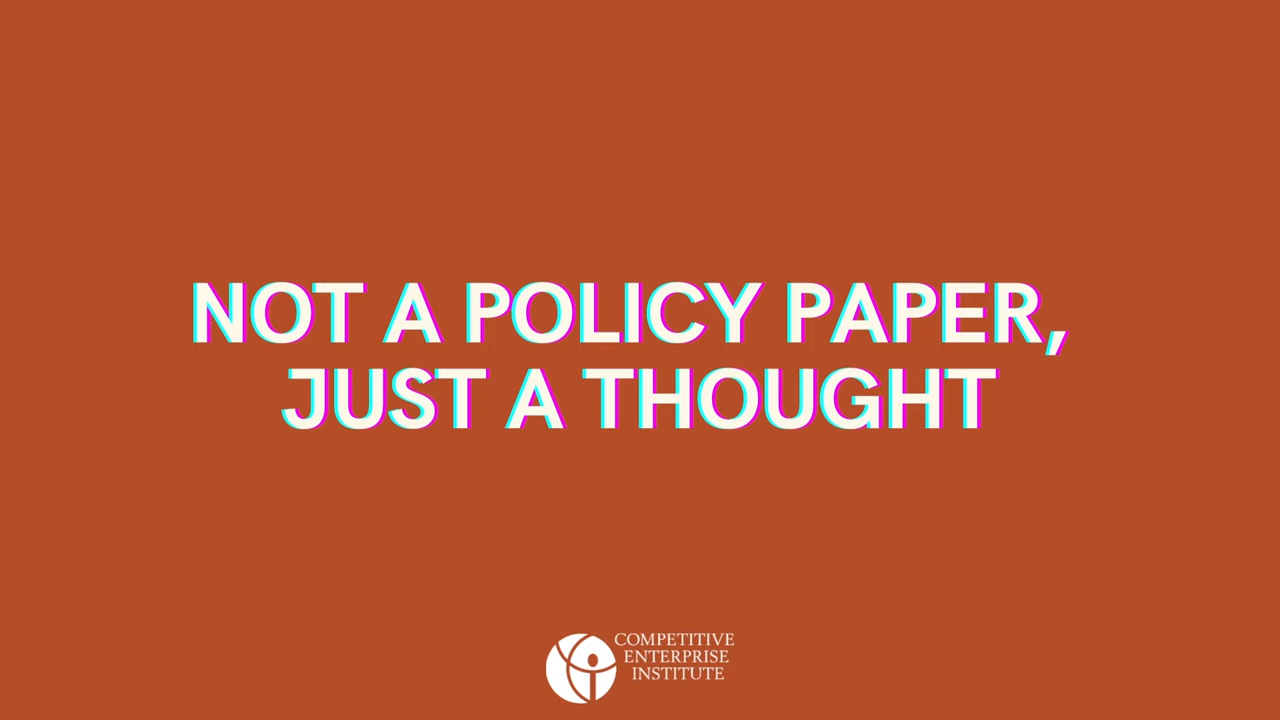 NOT A POLICY PAPER,
JUST A THOUGHT
COMPETITIVE
ENTERPRISE
INSTITUTE